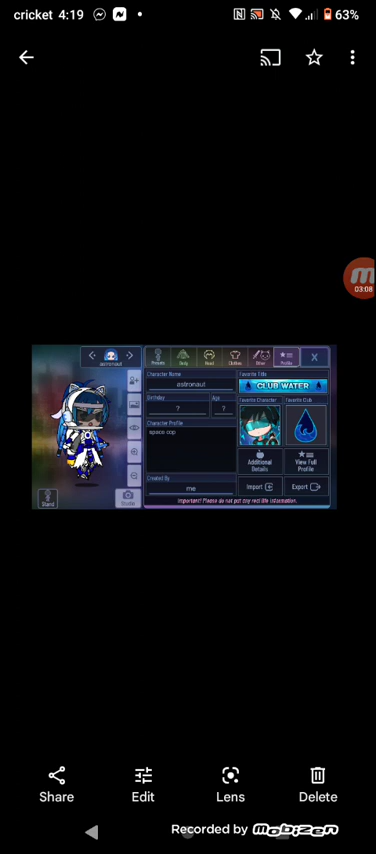 cricket 4:19 63%
03:08
astronaut
Presets Body Head Clothes Other Profile X
Character Name
astronaut
Favorite Title
CLUB WATER
Birthday Age
? ?
Favorite Character Favorite Club
Character Profile
space cop
Additional Details
View Full Profile
Created By
me
Import Export
Stand
Studio
Important! Please do not put any real life information.
Share Edit Lens Delete
Recorded by MOBIZEN